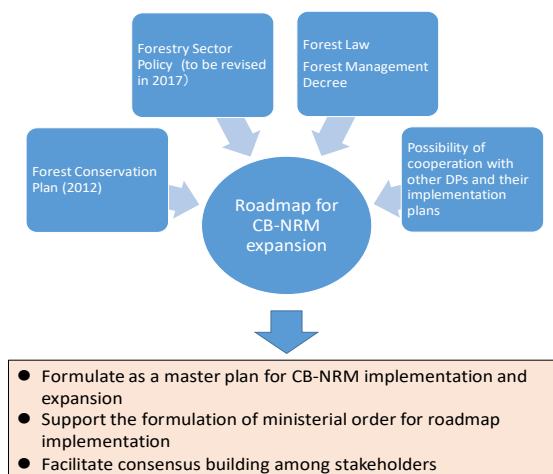 Forestry Sector
Policy (to be revised
in 2017）
Forest Law
Forest Management
Decree
Forest Conservation
Plan (2012)
Possibility of
cooperation with
other DPs and their
implementation
plans
Roadmap for
CB-NRM
expansion
● Formulate as a master plan for CB-NRM implementation and
expansion
● Support the formulation of ministerial order for roadmap
implementation
● Facilitate consensus building among stakeholders